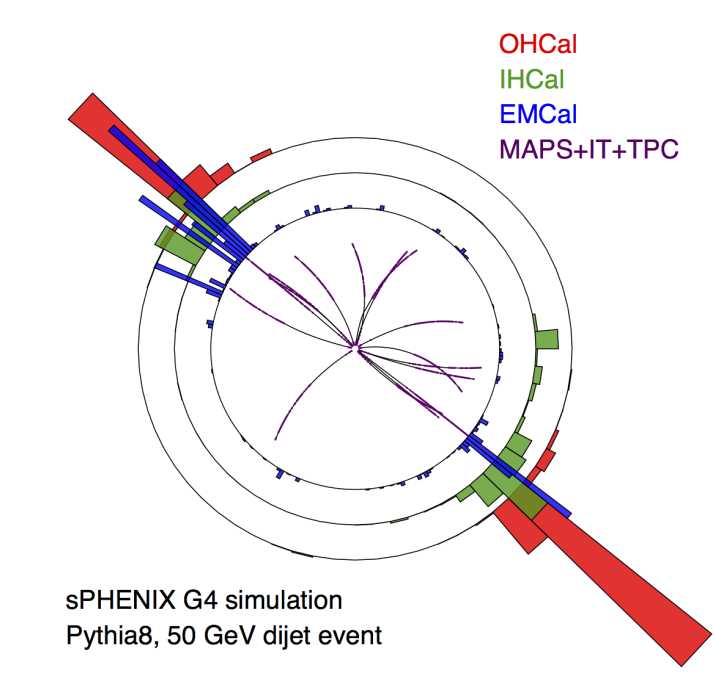 OHCal
IHCal
EMCal
MAPS+IT+TPC
sPHENIX G4 simulation
Pythia8, 50 GeV dijet event